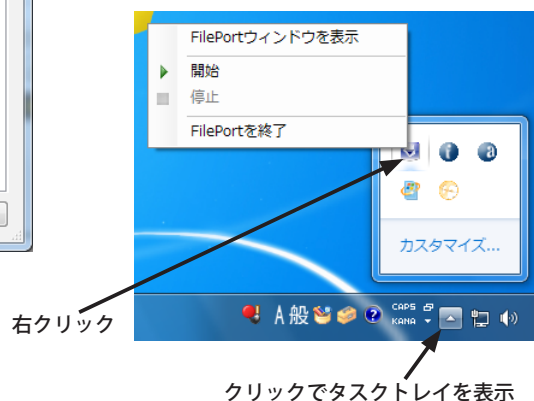 FilePortウィンドウを表示
開始
停止
FilePortを終了
カスタマイズ...
右クリック
A 般
CAPS
KANA
クリックでタスクトレイを表示